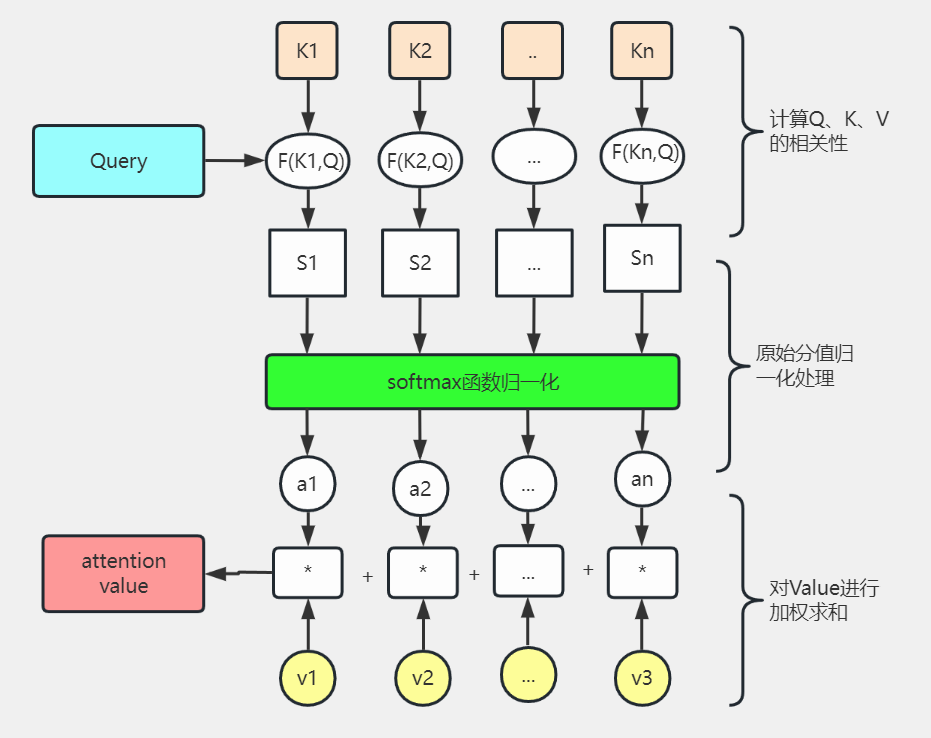 K1
K2
..
Kn
计算Q、K、V
的相关性
Query
F(K1,Q)
F(K2,Q)
...
F(Kn,Q)
S1
S2
...
Sn
原始分值归
一化处理
softmax函数归一化
a1
a2
...
an
attention
value
*
+
*
+
...
+
*
对Value进行
加权求和
v1
v2
...
v3